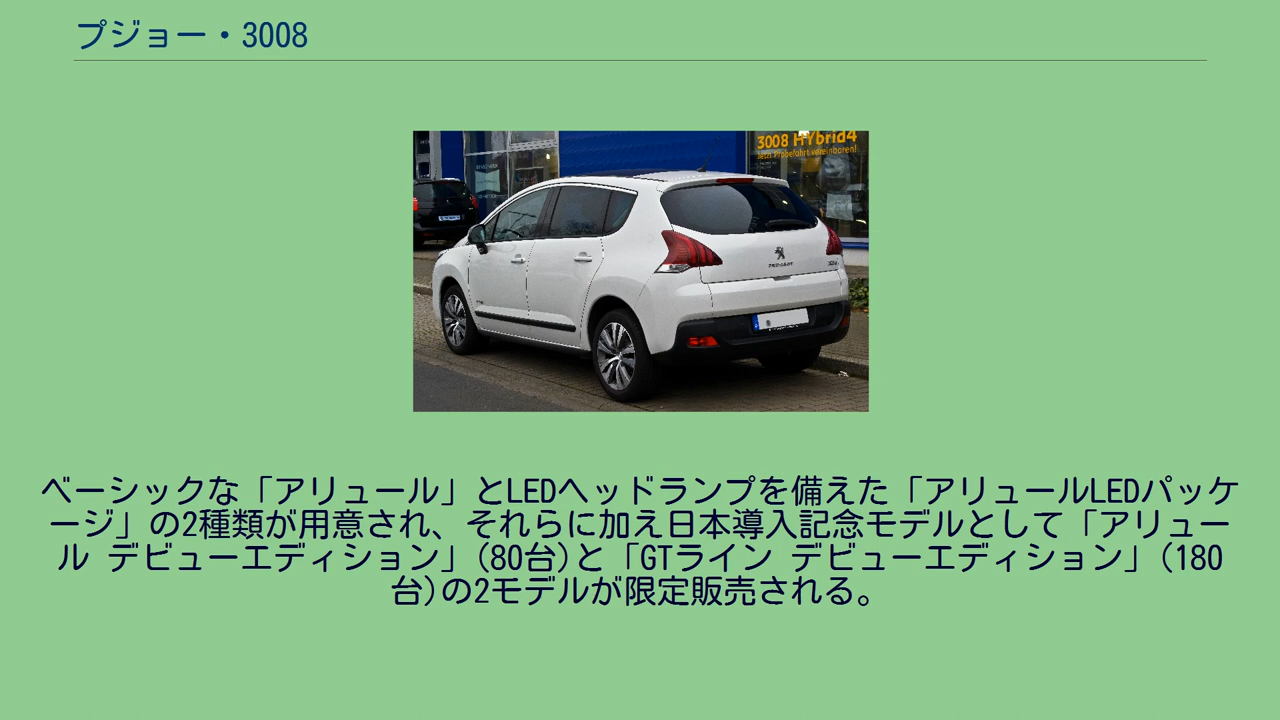 プジョー・3008
3008 HYbrid4
Jetzt Probefahrt vereinbaren!
PEUGEOT
ベーシックな「アリュール」とLEDヘッドランプを備えた「アリュールLEDパッケ
ージ」の2種類が用意され、それらに加え日本導入記念モデルとして「アリュー
ル デビューエディション」(80台)と「GTライン デビューエディション」(180
台)の2モデルが限定販売される。